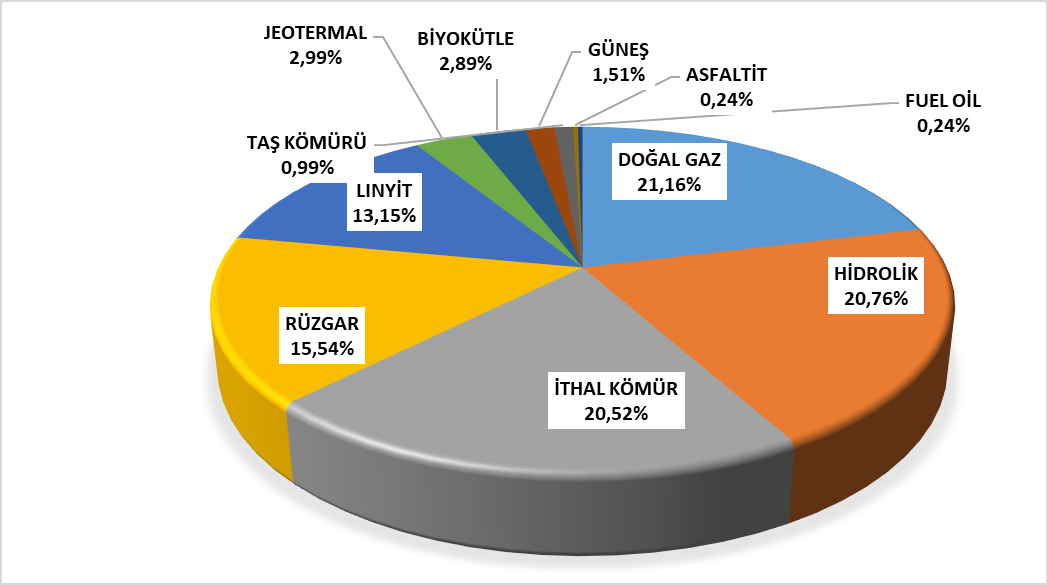 JEOTERMAL
2,99%
BİYOKÜTLE
2,89%
GÜNEŞ
1,51%
ASFALTİT
0,24%
FUEL OİL
0,24%
TAŞ KÖMÜRÜ
0,99%
DOĞAL GAZ
21,16%
LINYİT
13,15%
HİDROLİK
20,76%
RÜZGAR
15,54%
İTHAL KÖMÜR
20,52%